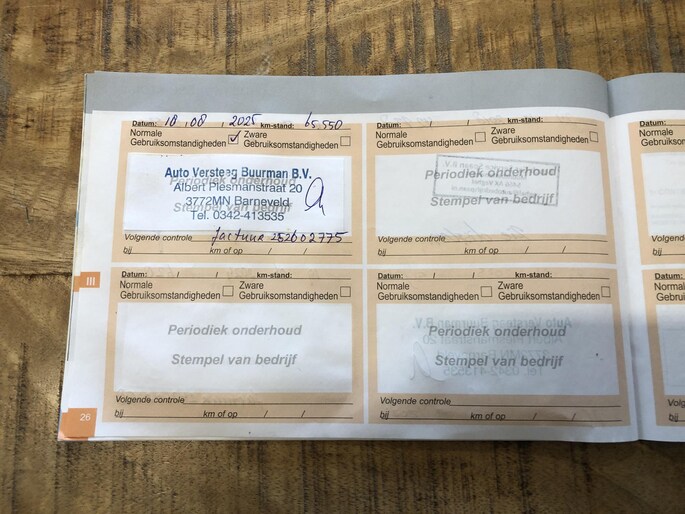 Datum: 18 / 08 / 2025 km-stand: 65.550
Normale Gebruiksomstandigheden ☑ Zware Gebruiksomstandigheden ☐
Auto Versteeg Buurman B.V.
Periodiek onderhoud
Albert Plesmanstraat 20
3772MN Barneveld
Stempel van bedrijf
Tel. 0342-413535
Volgende controle factuur 252602775
bij km of op / /
Datum: / / km-stand:
Normale Gebruiksomstandigheden ☐ Zware Gebruiksomstandigheden ☐
Periodiek onderhoud
Stempel van bedrijf
Volgende controle
bij km of op / /
III
Datum: / / km-stand:
Normale Gebruiksomstandigheden ☐ Zware Gebruiksomstandigheden ☐
Periodiek onderhoud
Stempel van bedrijf
Volgende controle
bij km of op / /
Datum: / / km-stand:
Normale Gebruiksomstandigheden ☐ Zware Gebruiksomstandigheden ☐
Periodiek onderhoud
Stempel van bedrijf
Volgende controle
bij km of op / /
26